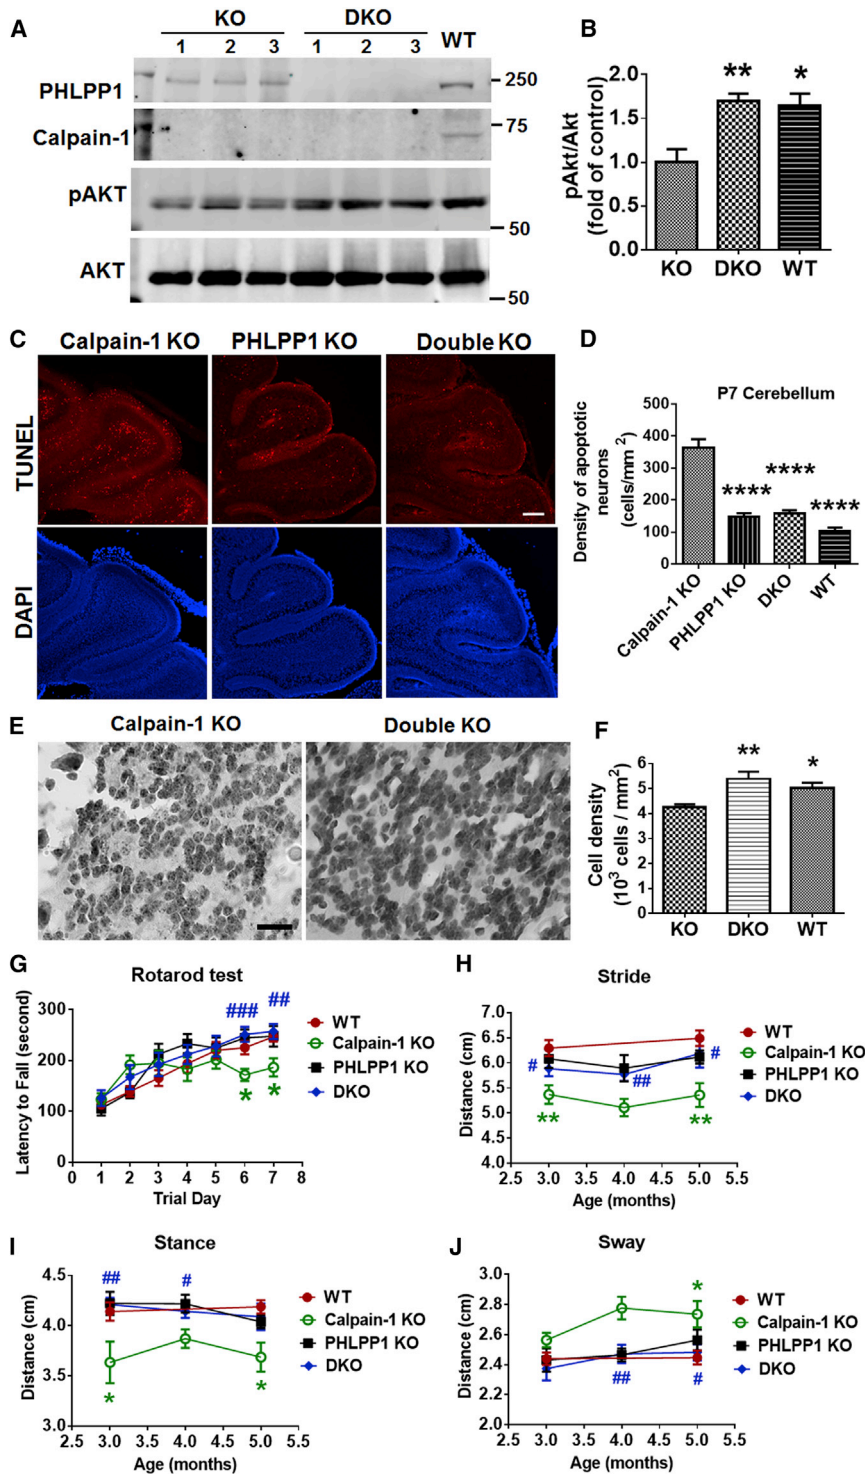 A
KO DKO WT
1 2 3 1 2 3
PHLPP1
250
Calpain-1
75
pAKT
50
AKT
50
B
pAkt/Akt
(fold of control)
2.0
1.5
1.0
0.5
0.0
** *
KO DKO WT
C
Calpain-1 KO PHLPP1 KO Double KO
TUNEL
DAPI
D
P7 Cerebellum
Density of apoptotic
neurons
(cells/mm 2)
500
400
300
200
100
0
**** **** ****
Calpain-1 KO PHLPP1 KO DKO WT
E
Calpain-1 KO Double KO
F
Cell density
(10³ cells / mm²)
6
5
4
3
2
1
0
** *
KO DKO WT
G
Rotarod test
Latency to Fall (second)
300
200
100
0
### ##
* *
0 1 2 3 4 5 6 7 8
Trial Day
WT
Calpain-1 KO
PHLPP1 KO
DKO
H
Stride
Distance (cm)
7.0
6.5
6.0
5.5
5.0
4.5
4.0
# ## #
** **
2.5 3.0 3.5 4.0 4.5 5.0 5.5
Age (months)
WT
Calpain-1 KO
PHLPP1 KO
DKO
I
Stance
Distance (cm)
4.5
4.0
3.5
3.0
## #
* *
2.5 3.0 3.5 4.0 4.5 5.0 5.5
Age (months)
WT
Calpain-1 KO
PHLPP1 KO
DKO
J
Sway
Distance (cm)
3.0
2.8
2.6
2.4
2.2
2.0
*
## #
2.5 3.0 3.5 4.0 4.5 5.0 5.5
Age (months)
WT
Calpain-1 KO
PHLPP1 KO
DKO